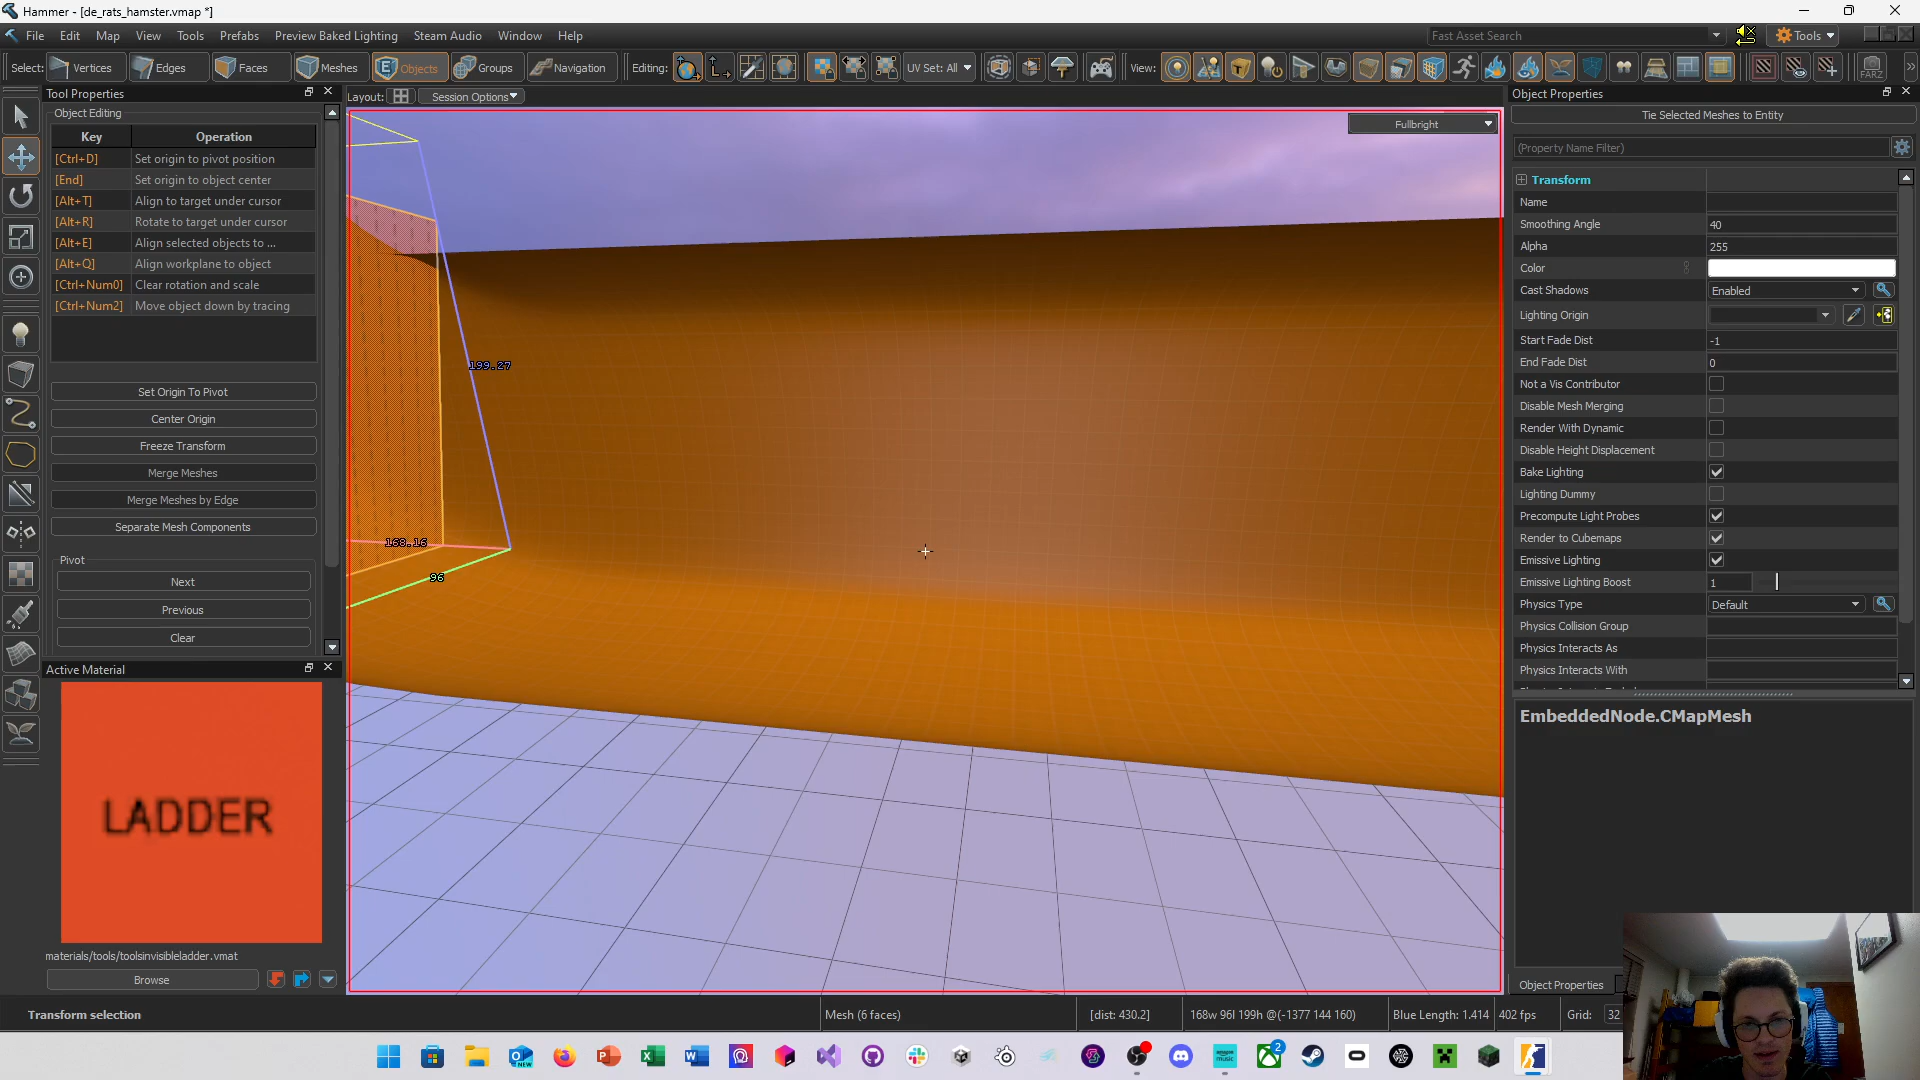 Hammer - [de_rats_hamster.vmap *]
File Edit Map View Tools Prefabs Preview Baked Lighting Steam Audio Window Help
Fast Asset Search
Tools
Select: Vertices Edges Faces Meshes Objects Groups Navigation Editing: UV Set: All View:
FARZ
Tool Properties
Object Editing
Key Operation
[Ctrl+D] Set origin to pivot position
[End] Set origin to object center
[Alt+T] Align to target under cursor
[Alt+R] Rotate to target under cursor
[Alt+E] Align selected objects to ...
[Alt+Q] Align workplane to object
[Ctrl+Num0] Clear rotation and scale
[Ctrl+Num2] Move object down by tracing
Set Origin To Pivot
Center Origin
Freeze Transform
Merge Meshes
Merge Meshes by Edge
Separate Mesh Components
Pivot
Next
Previous
Clear
Active Material
LADDER
materials/tools/toolsinvisibleladder.vmat
Browse
Layout: Session Options
Fullbright
199.27
168.16
96
Object Properties
Tie Selected Meshes to Entity
(Property Name Filter)
Transform
Name
Smoothing Angle 40
Alpha 255
Color
Cast Shadows Enabled
Lighting Origin
Start Fade Dist -1
End Fade Dist 0
Not a Vis Contributor
Disable Mesh Merging
Render With Dynamic
Disable Height Displacement
Bake Lighting
Lighting Dummy
Precompute Light Probes
Render to Cubemaps
Emissive Lighting
Emissive Lighting Boost 1
Physics Type Default
Physics Collision Group
Physics Interacts As
Physics Interacts With
EmbeddedNode.CMapMesh
Object Properties
Transform selection
Mesh (6 faces)
[dist: 430.2]
168w 96l 199h @(-1377 144 160)
Blue Length: 1.414
402 fps
Grid: 32